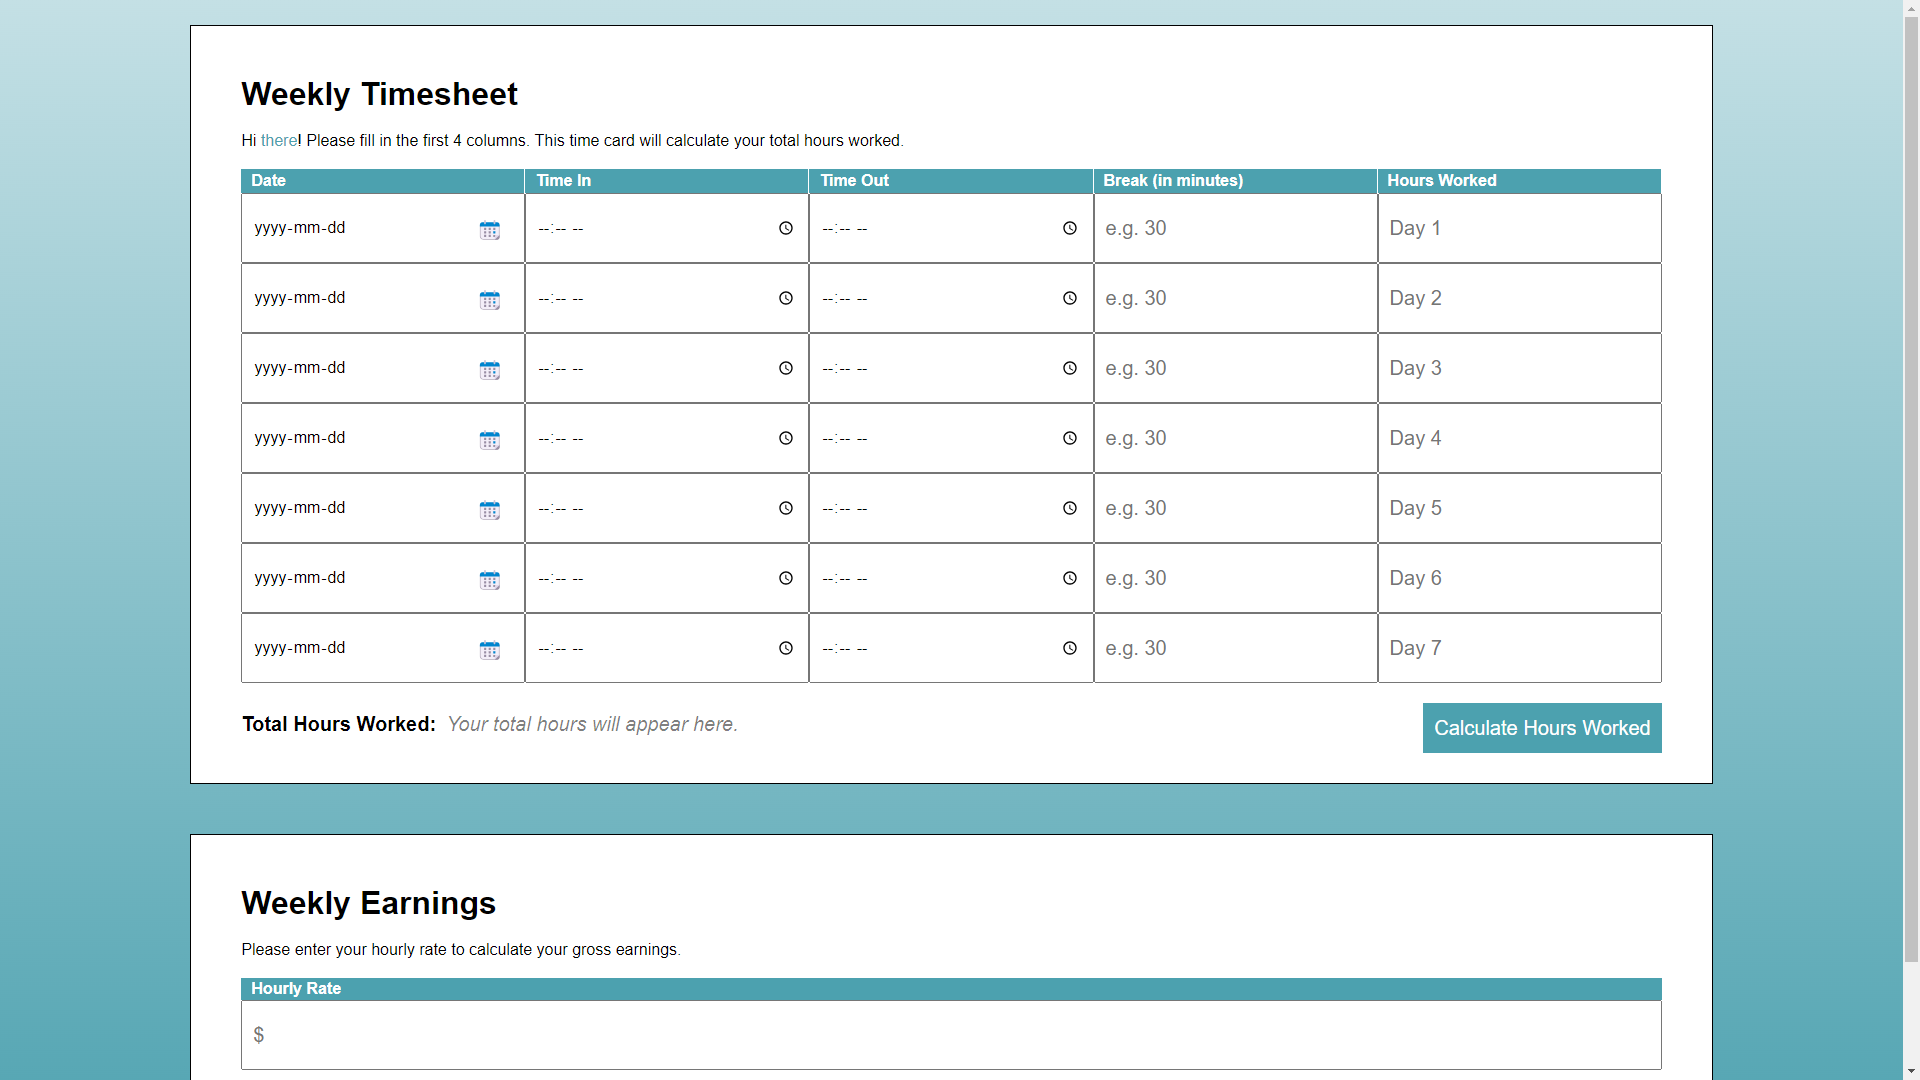 Weekly Timesheet
Hi there! Please fill in the first 4 columns. This time card will calculate your total hours worked.
Date Time In Time Out Break (in minutes) Hours Worked
yyyy-mm-dd --:-- -- --:-- -- e.g. 30 Day 1
yyyy-mm-dd --:-- -- --:-- -- e.g. 30 Day 2
yyyy-mm-dd --:-- -- --:-- -- e.g. 30 Day 3
yyyy-mm-dd --:-- -- --:-- -- e.g. 30 Day 4
yyyy-mm-dd --:-- -- --:-- -- e.g. 30 Day 5
yyyy-mm-dd --:-- -- --:-- -- e.g. 30 Day 6
yyyy-mm-dd --:-- -- --:-- -- e.g. 30 Day 7
Total Hours Worked: Your total hours will appear here. Calculate Hours Worked
Weekly Earnings
Please enter your hourly rate to calculate your gross earnings.
Hourly Rate
$